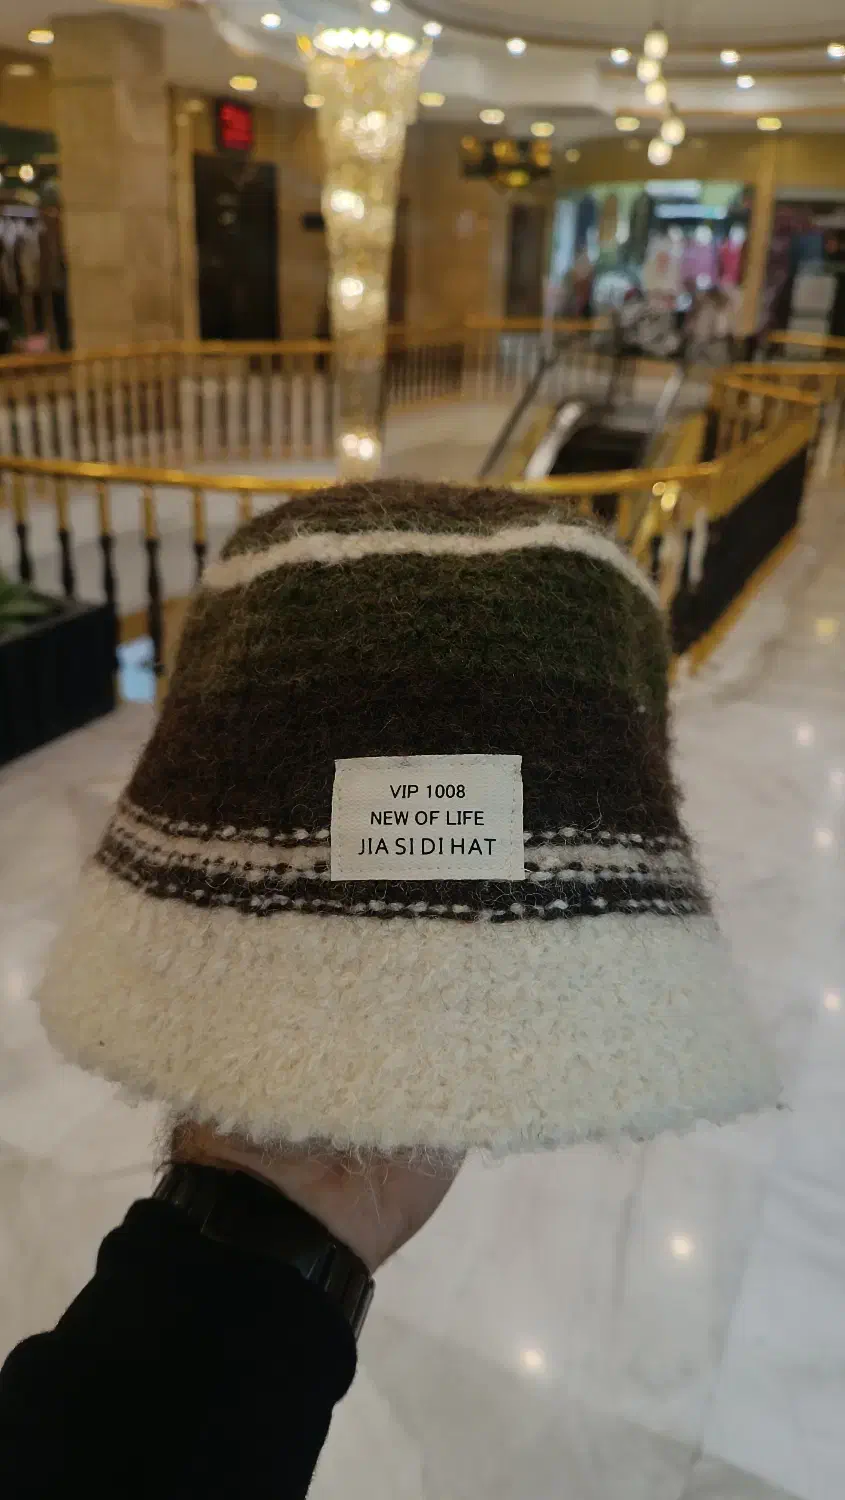 VIP 1008
NEW OF LIFE
JIA SI DI HAT